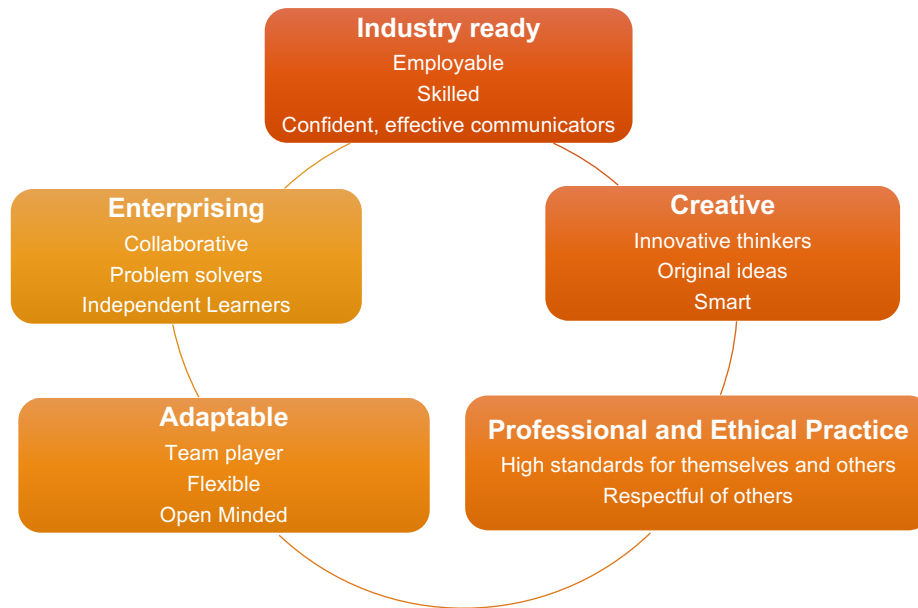 Industry ready
Employable
Skilled
Confident, effective communicators
Enterprising
Collaborative
Problem solvers
Independent Learners
Creative
Innovative thinkers
Original ideas
Smart
Adaptable
Team player
Flexible
Open Minded
Professional and Ethical Practice
High standards for themselves and others
Respectful of others